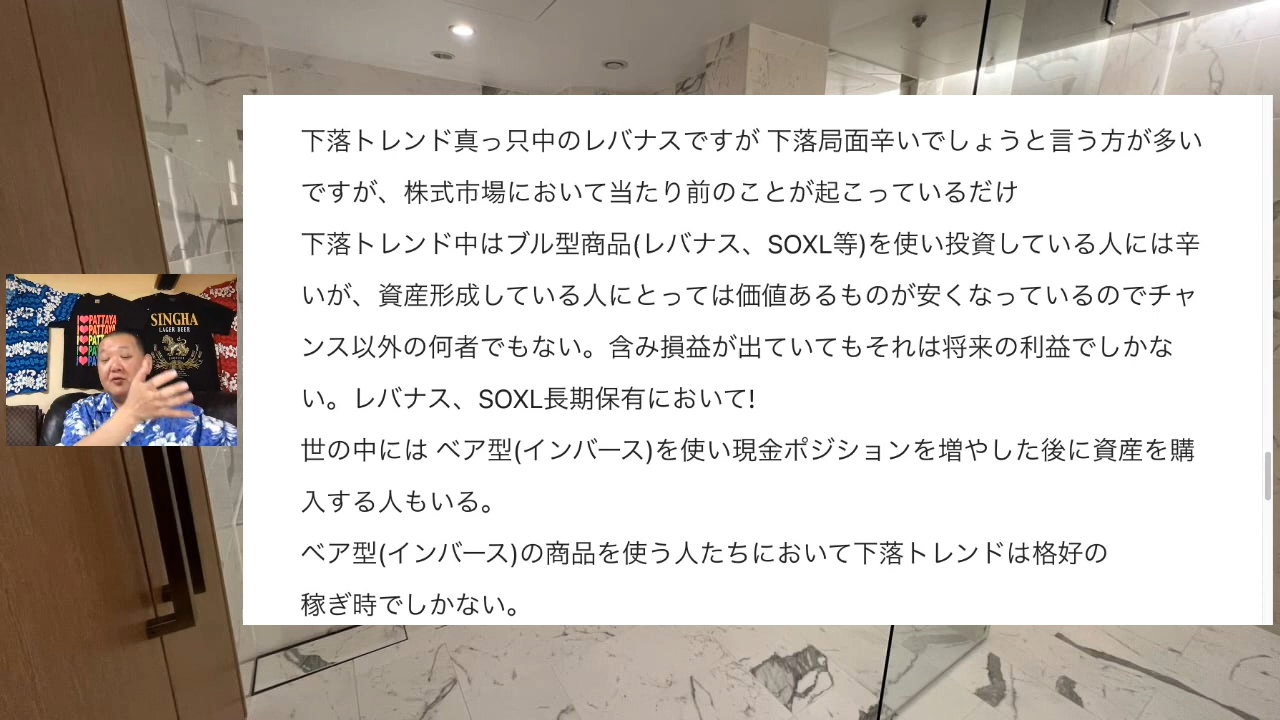 下落トレンド真っ只中のレバナスですが 下落局面辛いでしょうと言う方が多い
ですが、株式市場において当たり前のことが起こっているだけ
下落トレンド中はブル型商品(レバナス、SOXL等)を使い投資している人には辛
いが、資産形成している人にとっては価値あるものが安くなっているのでチャ
ンス以外の何者でもない。含み損益が出ていてもそれは将来の利益でしかな
い。レバナス、SOXL長期保有において!
世の中には ベア型(インバース)を使い現金ポジションを増やした後に資産を購
入する人もいる。
ベア型(インバース)の商品を使う人たちにおいて下落トレンドは格好の
稼ぎ時でしかない。
PATTAYA
PATTAYA
SINGHA
LAGER BEER